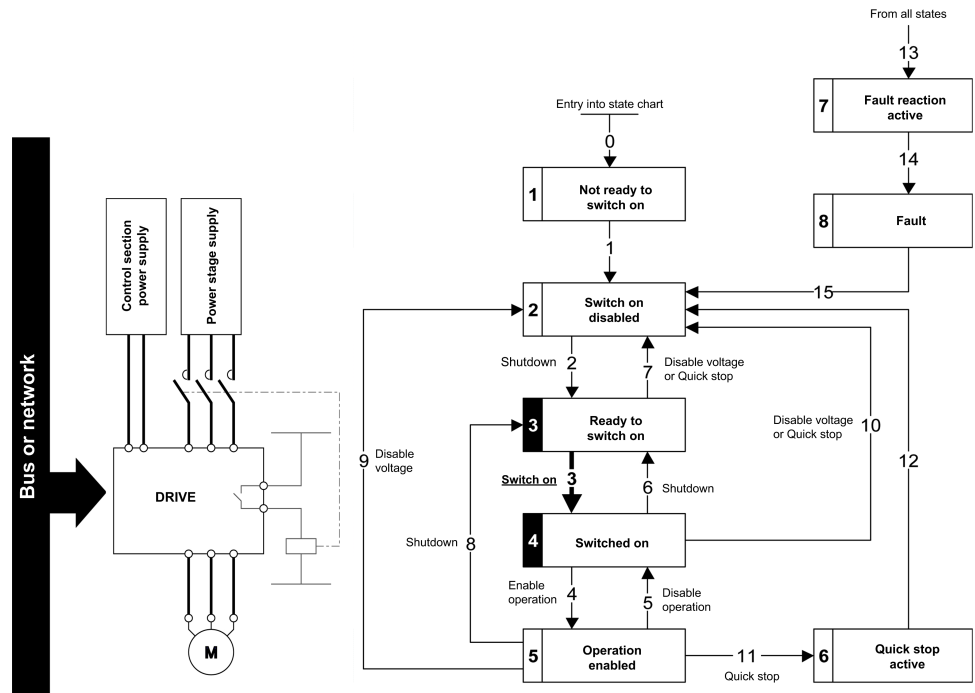 From all states
13
7
Fault reaction
active
14
8
Fault
15
Entry into state chart
0
1
Not ready to
switch on
1
2
Switch on
disabled
Shutdown
2
7
Disable voltage
or Quick stop
3
Ready to
switch on
Switch on
3
6
Shutdown
4
Switched on
Enable
operation
4
5
Disable
operation
5
Operation
enabled
9
Disable
voltage
Shutdown
8
Disable voltage
or Quick stop
10
12
11
Quick stop
6
Quick stop
active
Bus or network
Control section
power supply
Power stage supply
DRIVE
M